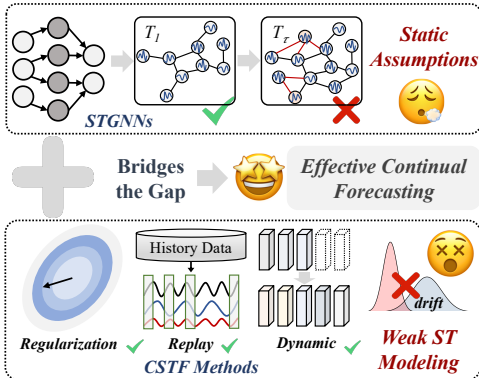 T₁
T_τ
Static
Assumptions
STGNNs
Bridges
the Gap
Effective Continual
Forecasting
History Data
drift
Regularization
Replay
Dynamic
Weak ST
Modeling
CSTF Methods